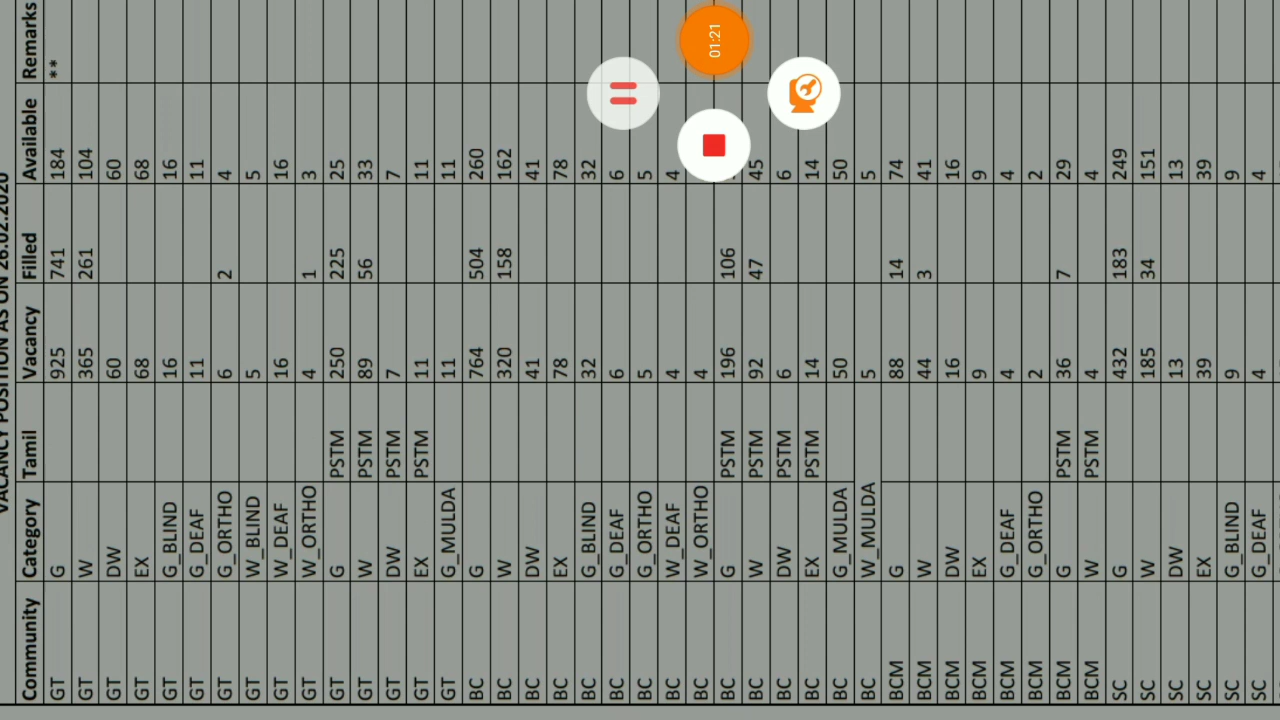 VACANCY POSITION AS ON 26.02.2020
Community Category Tamil Vacancy Filled Available Remarks
GT G 925 741 184 **
GT W 365 261 104
GT DW 60 60
GT EX 68 68
GT G_BLIND 16 16
GT G_DEAF 11 11
GT G_ORTHO 6 2 4
GT W_BLIND 5 5
GT W_DEAF 16 16
GT W_ORTHO 4 1 3
GT G PSTM 250 225 25
GT W PSTM 89 56 33
GT DW PSTM 7 7
GT EX PSTM 11 11
GT G_MULDA 11 11
BC G 764 504 260
BC W 320 158 162
BC DW 41 41
BC EX 78 78
BC G_BLIND 32 32
BC G_DEAF 6 6
BC G_ORTHO 5 5
BC W_DEAF 4 4
BC W_ORTHO 4
BC G PSTM 196 106
BC W PSTM 92 47 45
BC DW PSTM 6 6
BC EX PSTM 14 14
BC G_MULDA 50 50
BC W_MULDA 5 5
BCM G 88 14 74
BCM W 44 3 41
BCM DW 16 16
BCM EX 9 9
BCM G_DEAF 4 4
BCM G_ORTHO 2 2
BCM G PSTM 36 7 29
BCM W PSTM 4 4
SC G 432 183 249
SC W 185 34 151
SC DW 13 13
SC EX 39 39
SC G_BLIND 9 9
SC G_DEAF 4 4
01:21